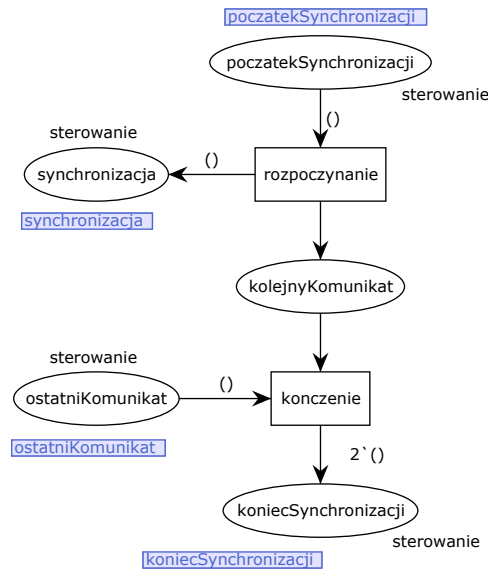 poczatekSynchronizacji
poczatekSynchronizacji
sterowanie
()
sterowanie
()
synchronizacja
rozpoczynanie
synchronizacja
kolejnyKomunikat
sterowanie
()
ostatniKomunikat
konczenie
ostatniKomunikat
2`()
koniecSynchronizacji
sterowanie
koniecSynchronizacji